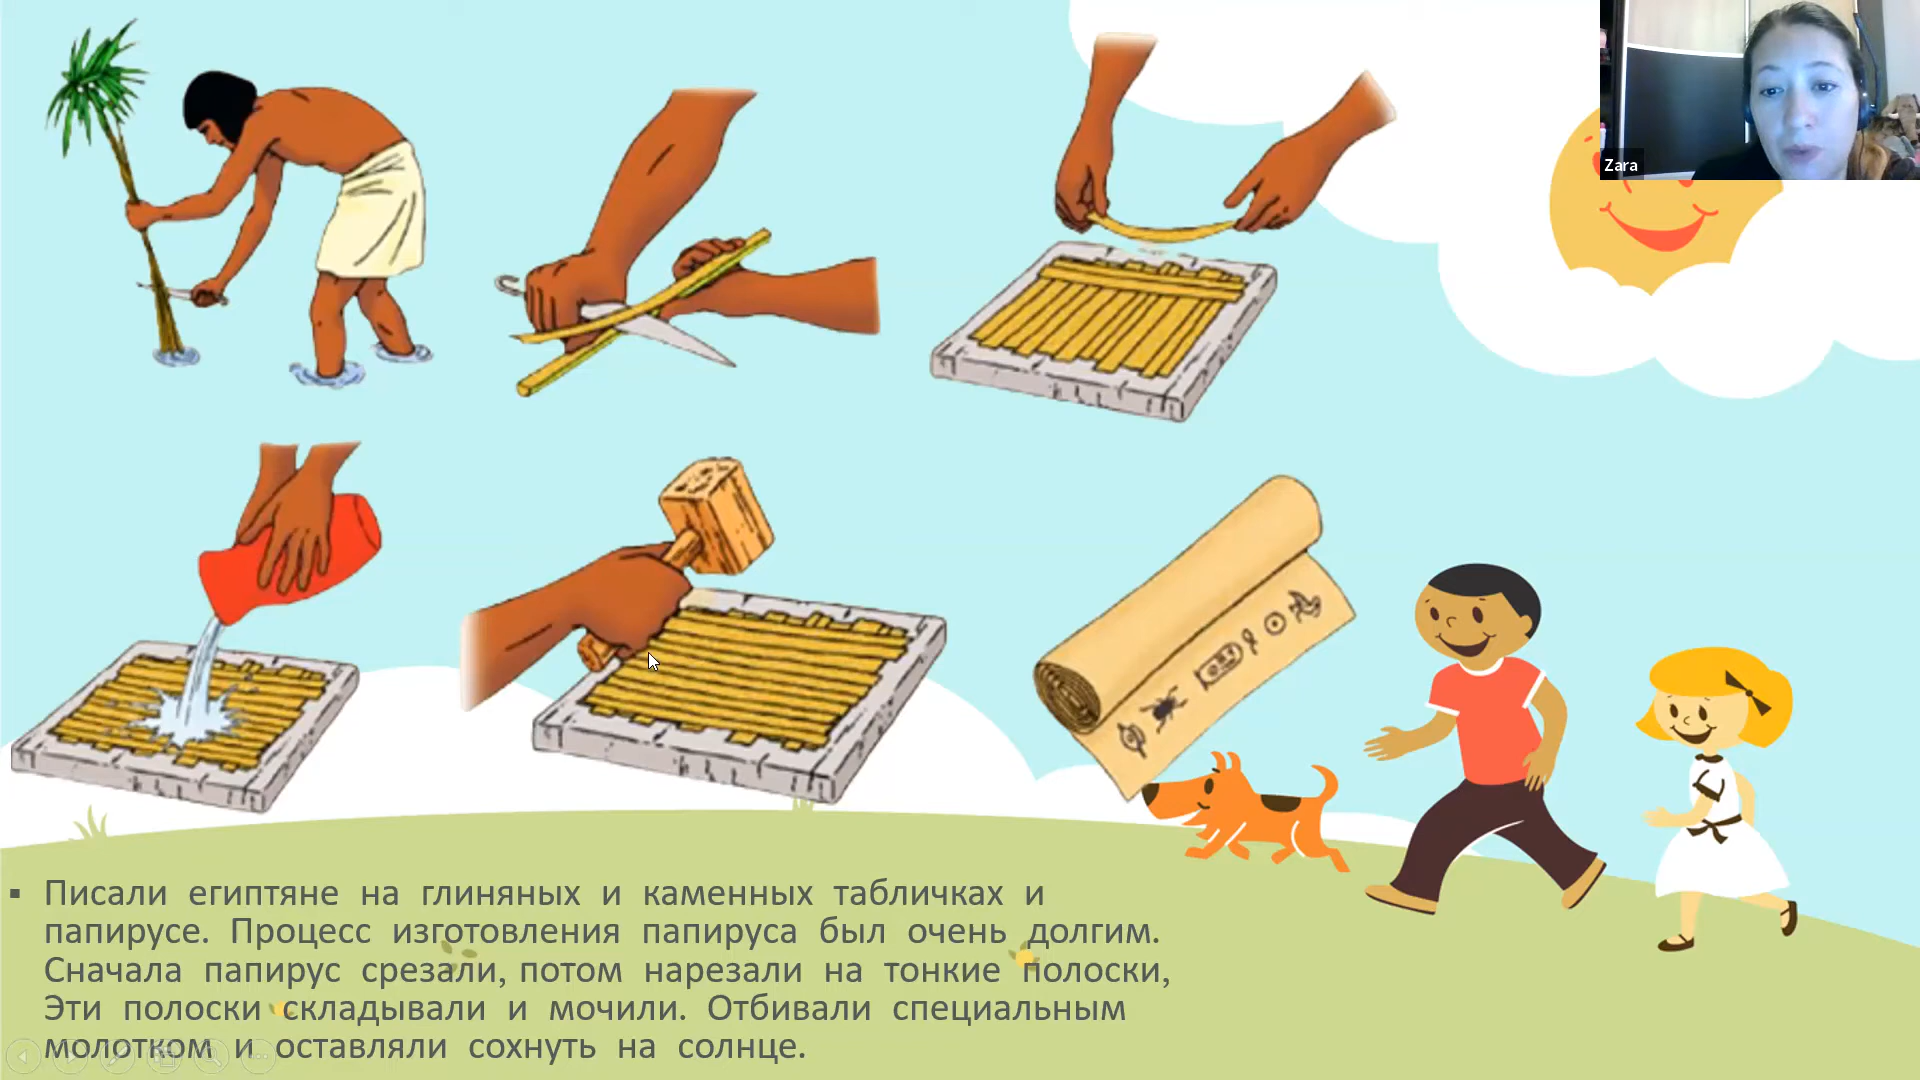 Zara
Писали египтяне на глиняных и каменных табличках и
папирусе. Процесс изготовления папируса был очень долгим.
Сначала папирус срезали, потом нарезали на тонкие полоски,
Эти полоски складывали и мочили. Отбивали специальным
молотком и оставляли сохнуть на солнце.